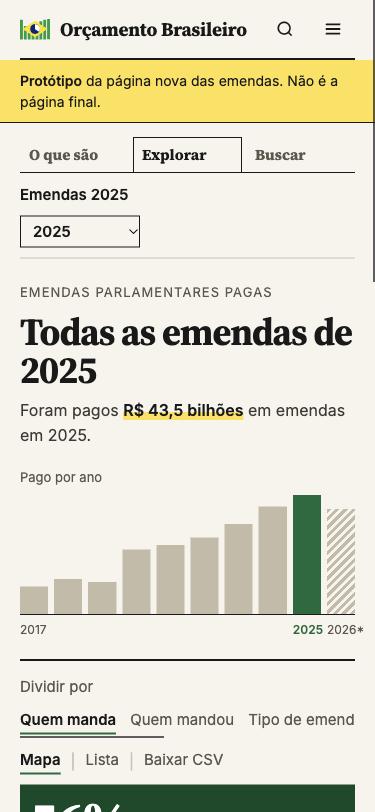 Orçamento Brasileiro
Protótipo da página nova das emendas. Não é a
página final.
O que são
Explorar
Buscar
Emendas 2025
2025
EMENDAS PARLAMENTARES PAGAS
Todas as emendas de
2025
Foram pagos R$ 43,5 bilhões em emendas
em 2025.
Pago por ano
2017 2025 2026*
Dividir por
Quem manda Quem mandou Tipo de emend
Mapa Lista Baixar CSV